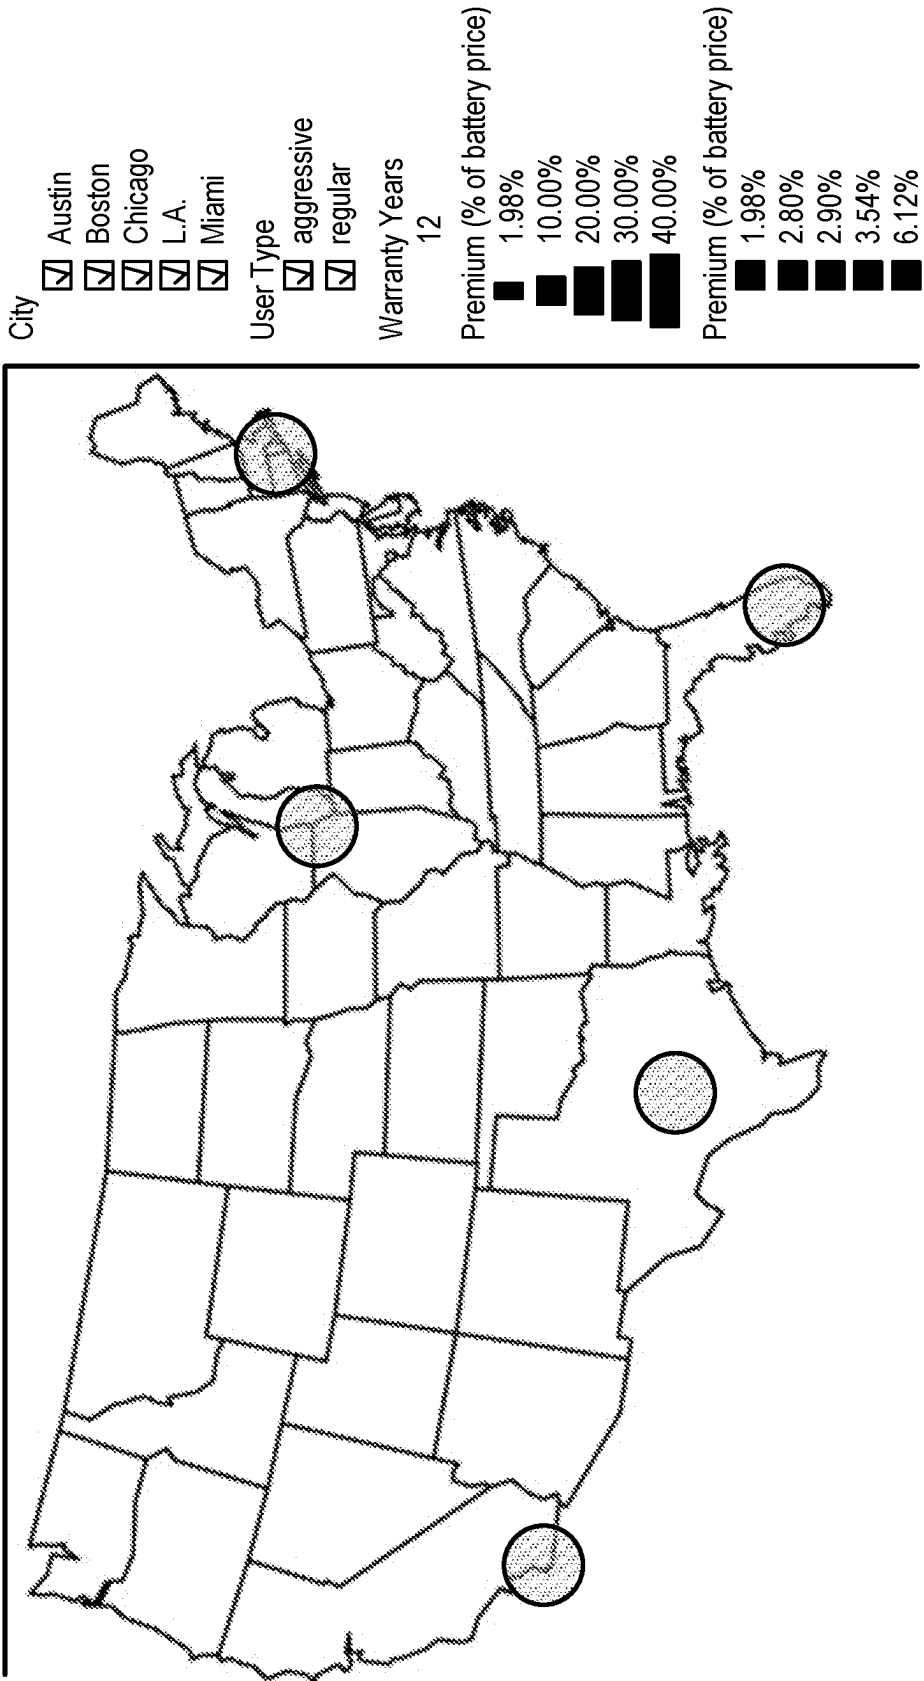 City
Austin
Boston
Chicago
L.A.
Miami
User Type
aggressive
regular
Warranty Years
12
Premium (% of battery price)
1.98%
10.00%
20.00%
30.00%
40.00%
Premium (% of battery price)
1.98%
2.80%
2.90%
3.54%
6.12%